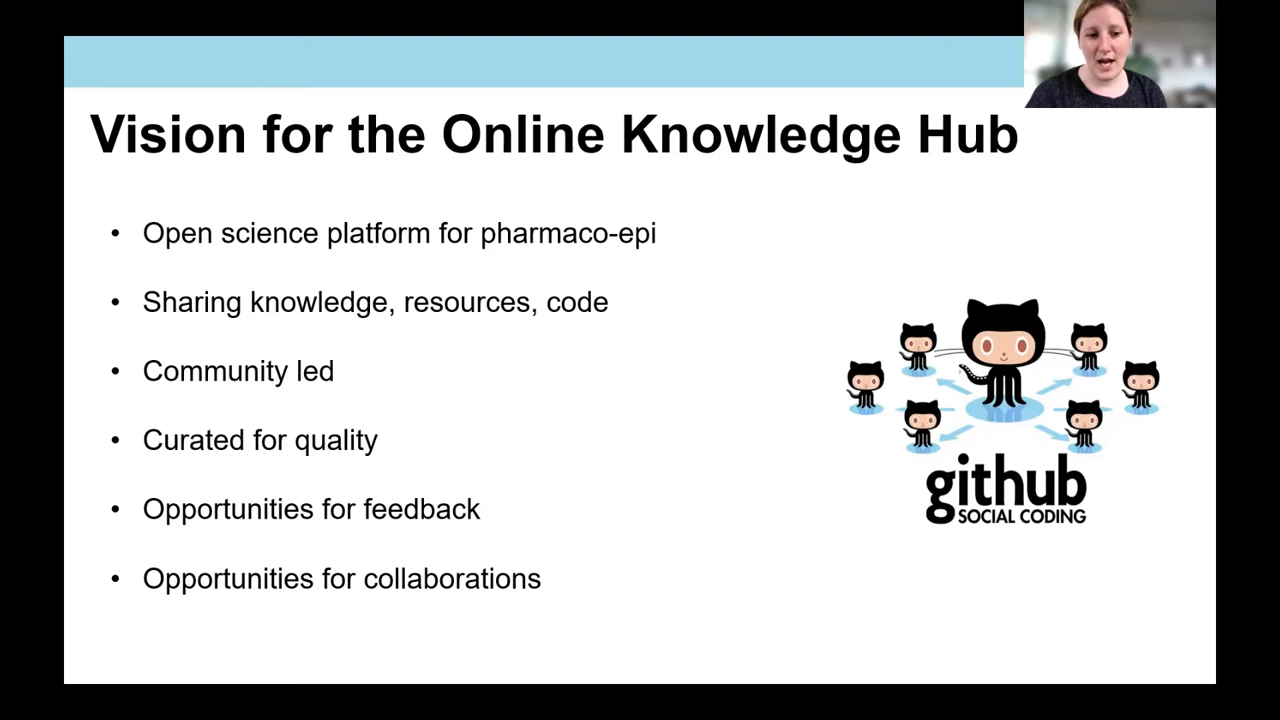 Vision for the Online Knowledge Hub
• Open science platform for pharmaco-epi
• Sharing knowledge, resources, code
• Community led
• Curated for quality
• Opportunities for feedback
• Opportunities for collaborations
github
SOCIAL CODING